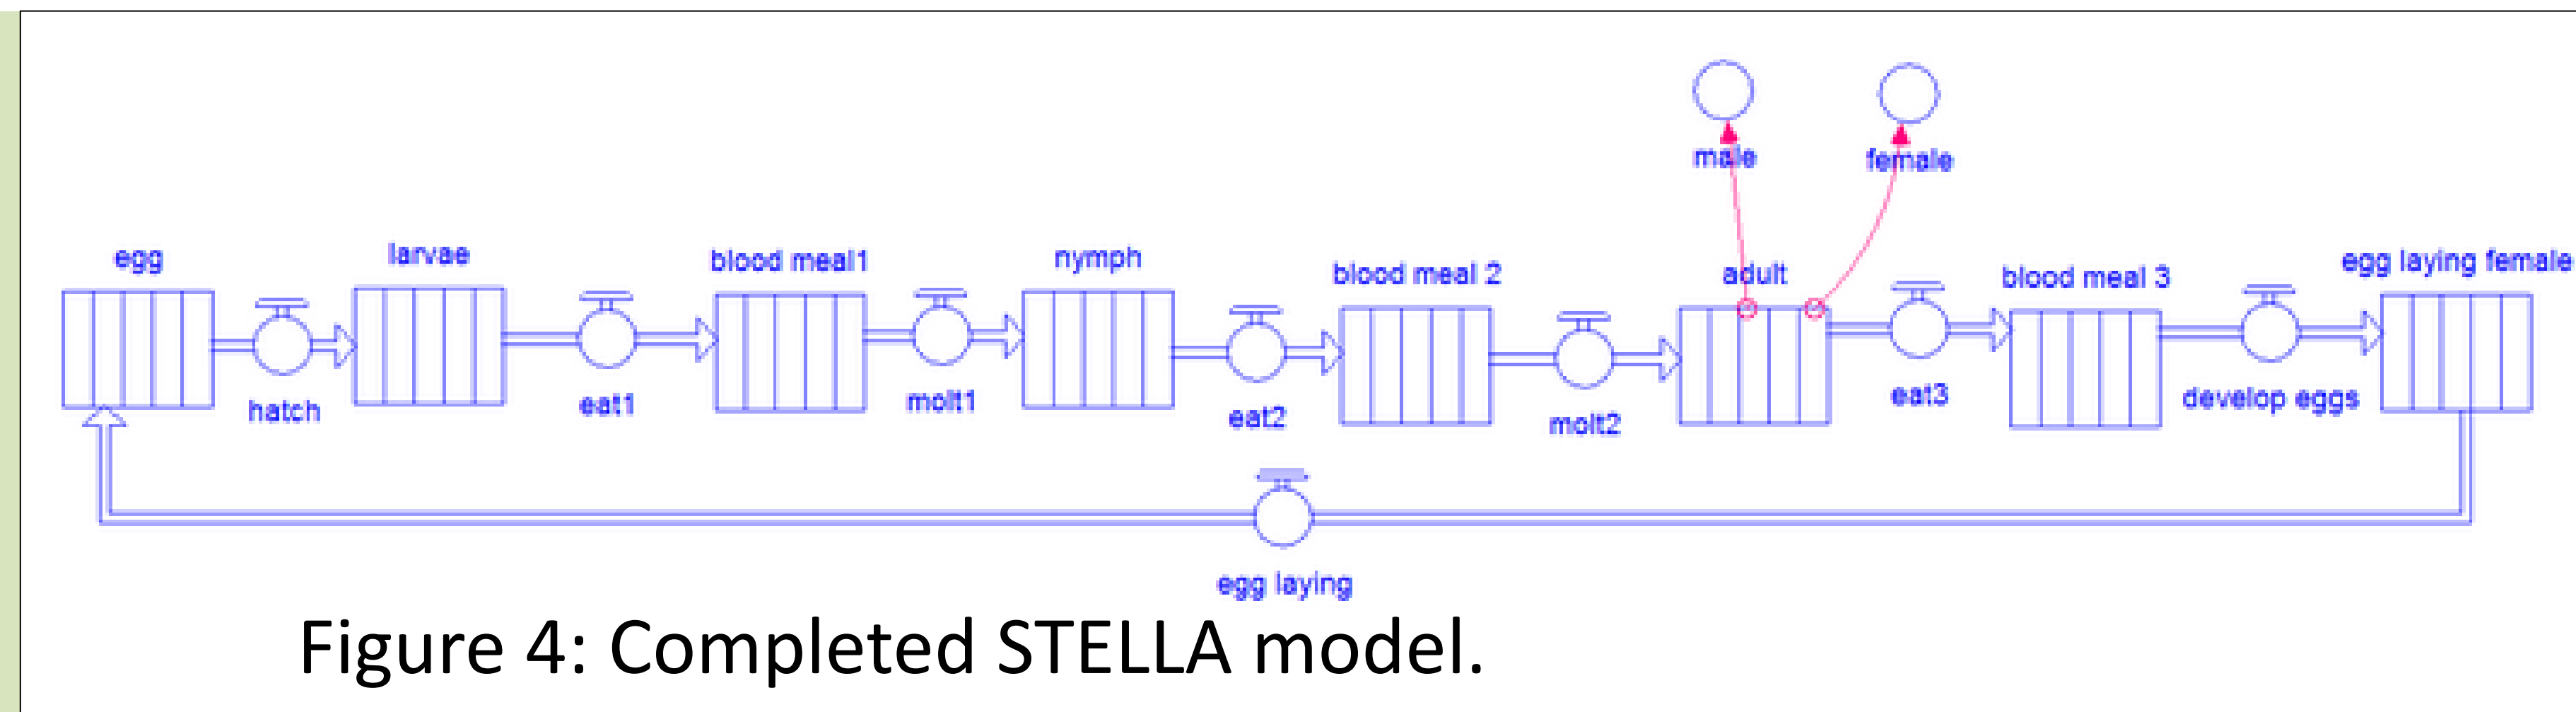 male
female
egg
larvae
blood meal1
nymph
blood meal 2
adult
blood meal 3
egg laying female
hatch
eat1
molt1
eat2
molt2
eat3
develop eggs
egg laying
Figure 4: Completed STELLA model.